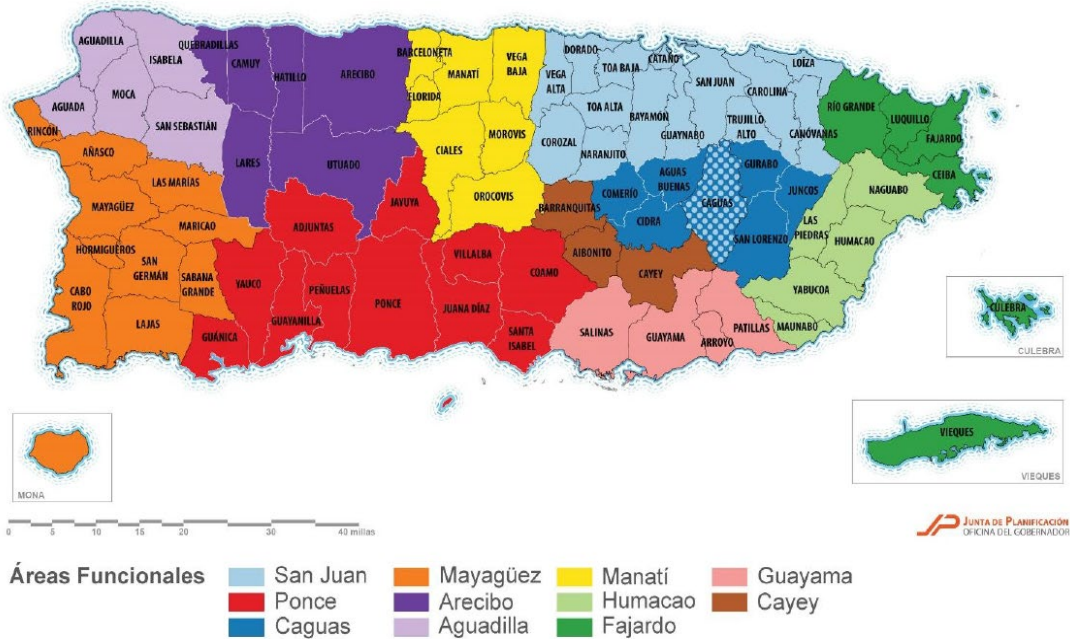 AGUADILLA
ISABELA
QUEBRADILLAS
CAMUY
HATILLO
ARECIBO
BARCELONETA
MANATÍ
VEGA
BAJA
FLORIDA
VEGA
ALTA
DORADO
TOA BAJA
CATAÑO
SAN JUAN
LOÍZA
CAROLINA
TOA ALTA
BAYAMÓN
GUAYNABO
TRUJILLO
ALTO
CANÓVANAS
RÍO GRANDE
LUQUILLO
FAJARDO
CEIBA
AGUADA
MOCA
SAN SEBASTIÁN
RINCÓN
AÑASCO
LAS MARÍAS
LARES
UTUADO
CIALES
MOROVIS
COROZAL
NARANJITO
OROCOVIS
BARRANQUITAS
COMERÍO
AGUAS
BUENAS
CAGUAS
GURABO
JUNCOS
NAGUABO
CIDRA
SAN LORENZO
LAS
PIEDRAS
HUMACAO
MAYAGÜEZ
MARICAO
ADJUNTAS
JAYUYA
HORMIGUEROS
SAN
GERMÁN
SABANA
GRANDE
YAUCO
PEÑUELAS
PONCE
VILLALBA
COAMO
AIBONITO
CAYEY
YABUCOA
CABO
ROJO
LAJAS
GUÁNICA
GUAYANILLA
JUANA DÍAZ
SANTA
ISABEL
SALINAS
GUAYAMA
ARROYO
PATILLAS
MAUNABO
CULEBRA
CULEBRA
VIEQUES
VIEQUES
MONA
0 5 10 15 20 30 40 millas
JP JUNTA DE PLANIFICACIÓN
OFICINA DEL GOBERNADOR
Áreas Funcionales
San Juan
Mayagüez
Manatí
Guayama
Ponce
Arecibo
Humacao
Cayey
Caguas
Aguadilla
Fajardo